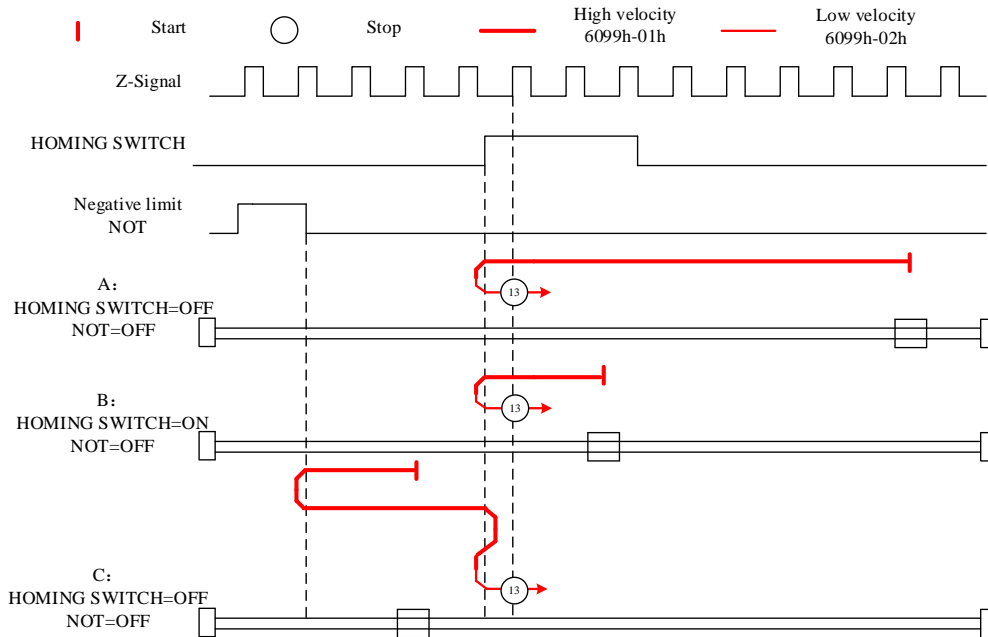 Start
Stop
High velocity
6099h-01h
Low velocity
6099h-02h
Z-Signal
HOMING SWITCH
Negative limit
NOT
A：
HOMING SWITCH=OFF
NOT=OFF
13
B：
HOMING SWITCH=ON
NOT=OFF
13
C：
HOMING SWITCH=OFF
NOT=OFF
13